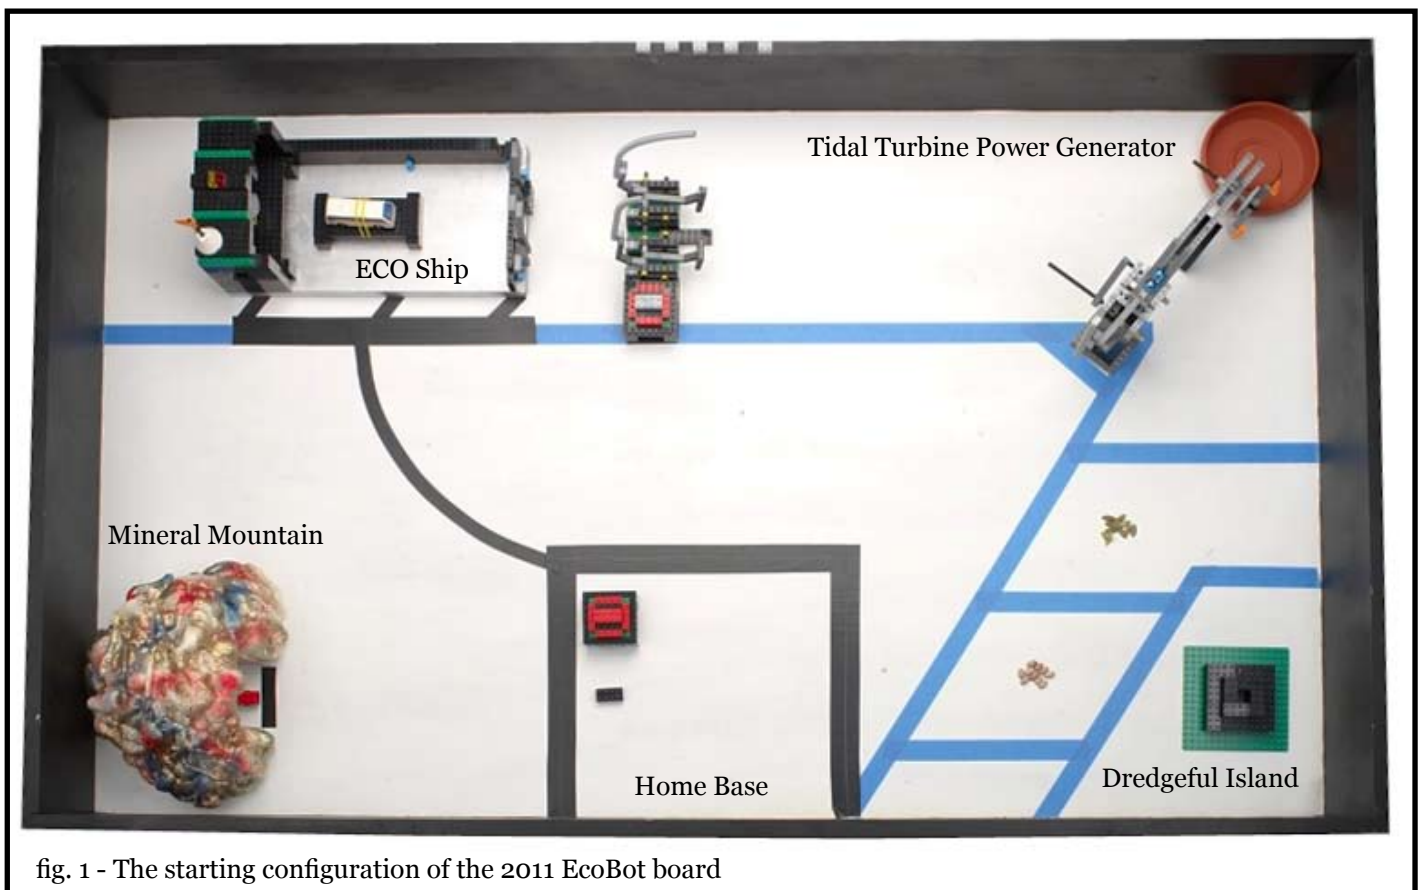 Tidal Turbine Power Generator
ECO Ship
Mineral Mountain
Home Base
Dredgeful Island
fig. 1 - The starting configuration of the 2011 EcoBot board